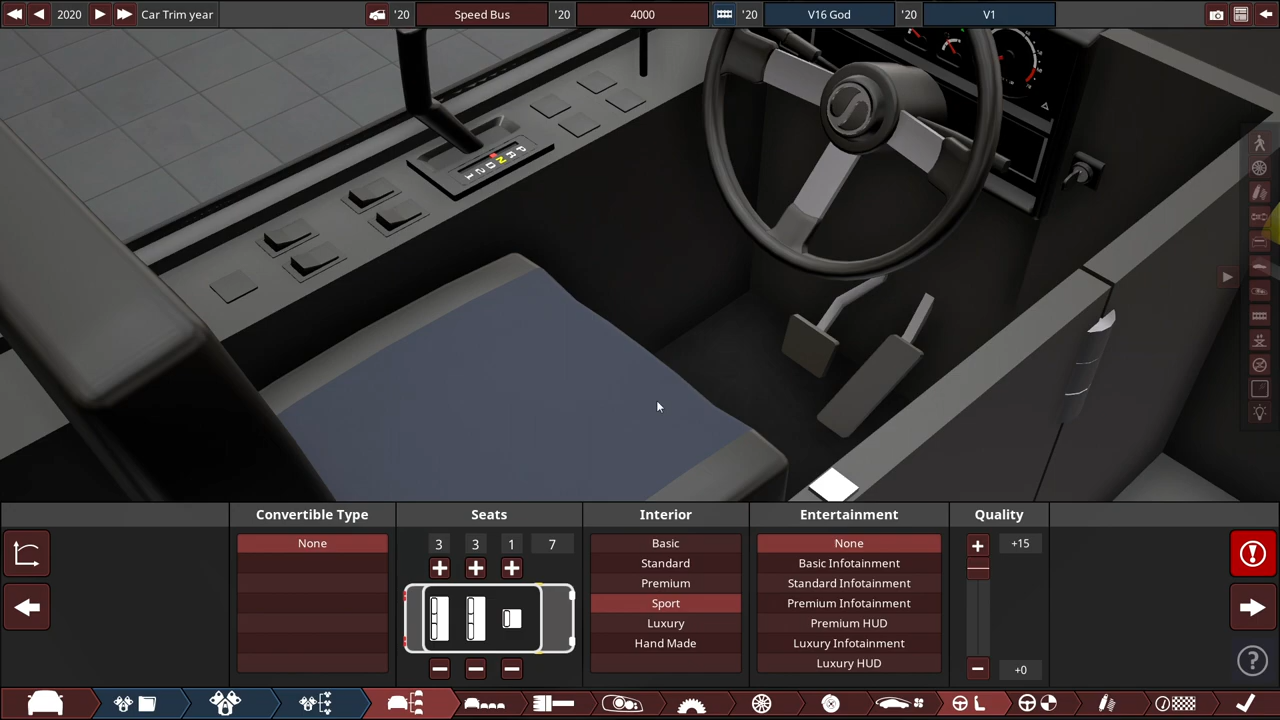 2020 Car Trim year '20 Speed Bus '20 4000 '20 V16 God '20 V1
P R N D 2 1
Convertible Type
None
Seats
3 3 1 7
Interior
Basic
Standard
Premium
Sport
Luxury
Hand Made
Entertainment
None
Basic Infotainment
Standard Infotainment
Premium Infotainment
Premium HUD
Luxury Infotainment
Luxury HUD
Quality
+15
+0